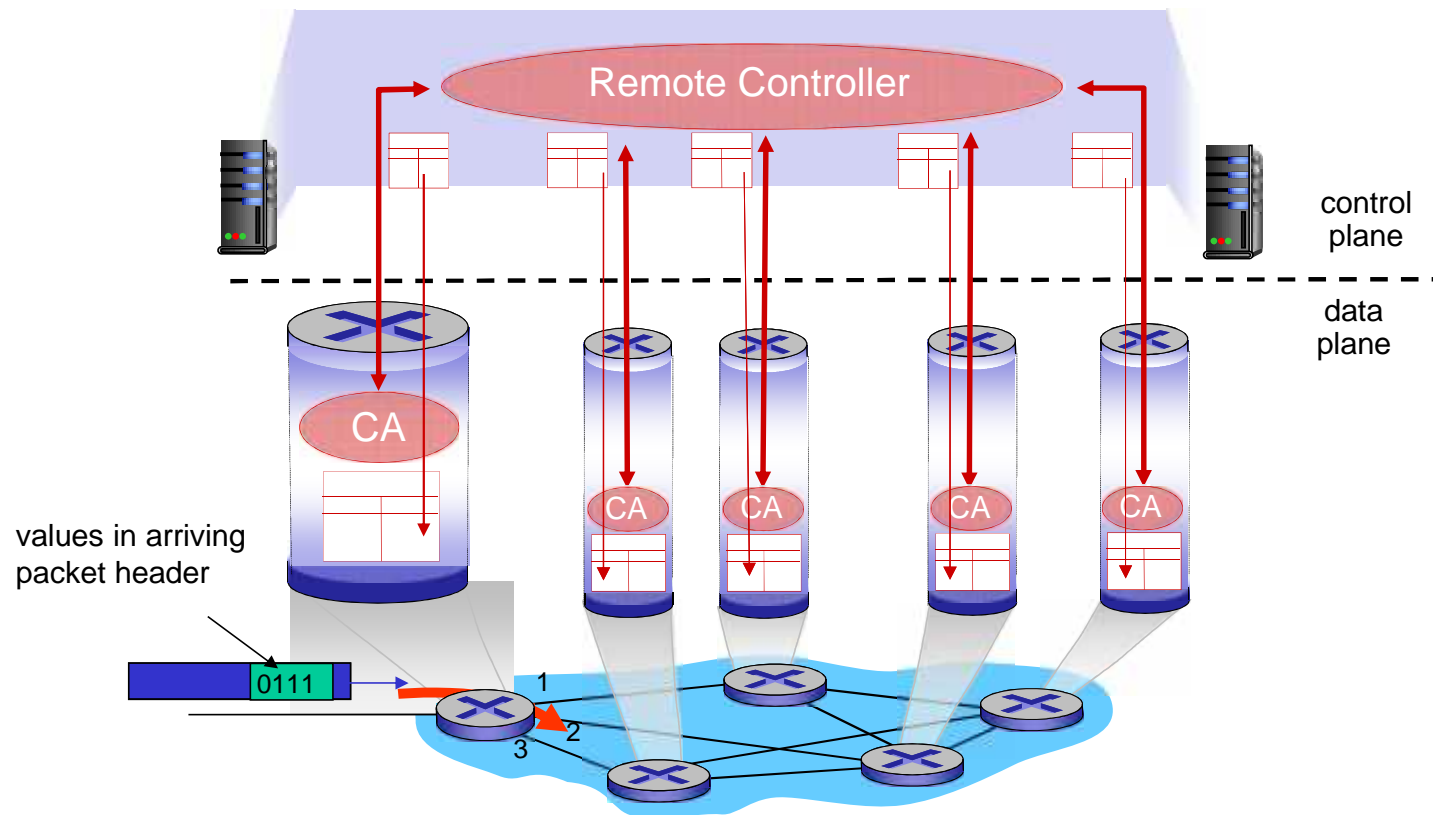 Remote Controller
control
plane
data
plane
CA
CA
CA
CA
CA
values in arriving
packet header
0111
1
2
3